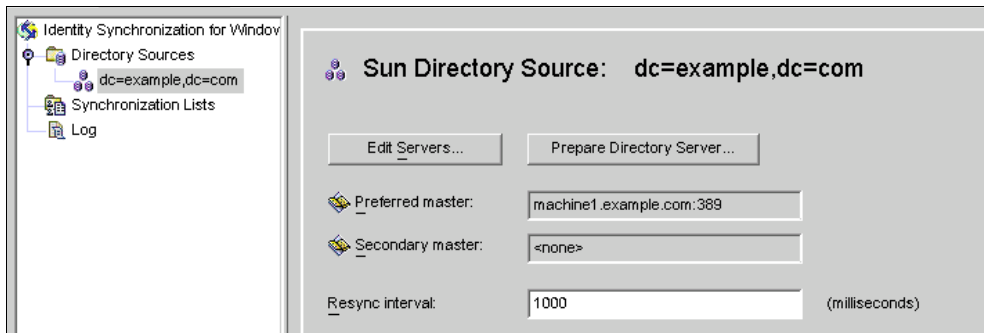 Identity Synchronization for Window
Directory Sources
dc=example,dc=com
Synchronization Lists
Log
Sun Directory Source: dc=example,dc=com
Edit Servers...
Prepare Directory Server...
Preferred master:
machine1.example.com:389
Secondary master:
<none>
Resync interval:
1000
(milliseconds)